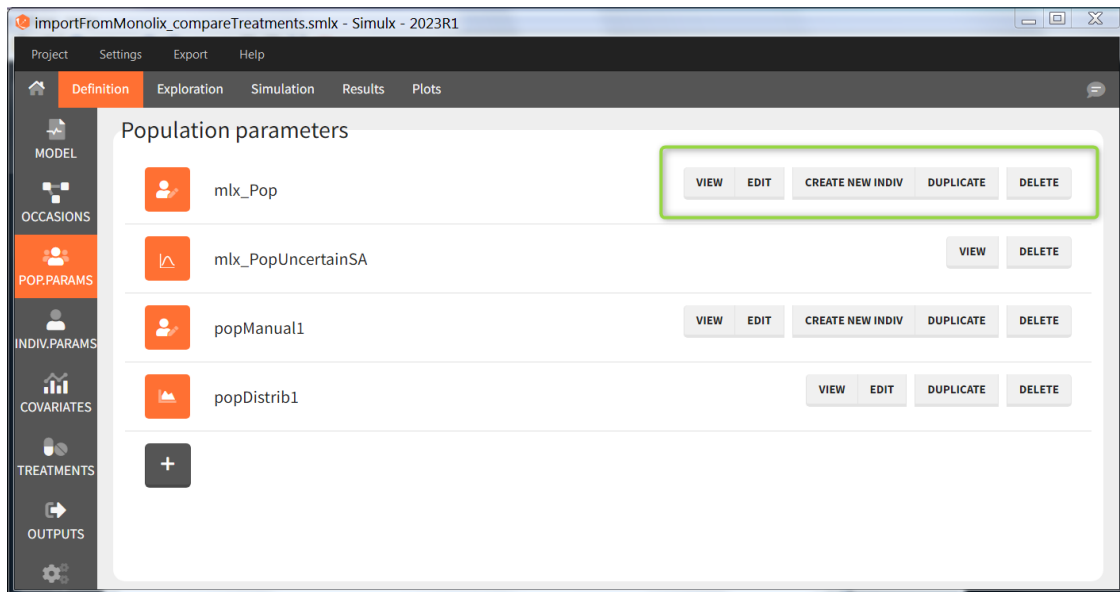 importFromMonolix_compareTreatments.smlx - Simulx - 2023R1
Project Settings Export Help
Definition Exploration Simulation Results Plots
MODEL
OCCASIONS
POP.PARAMS
INDIV.PARAMS
COVARIATES
TREATMENTS
OUTPUTS
Population parameters
mlx_Pop VIEW EDIT CREATE NEW INDIV DUPLICATE DELETE
mlx_PopUncertainSA VIEW DELETE
popManual1 VIEW EDIT CREATE NEW INDIV DUPLICATE DELETE
popDistrib1 VIEW EDIT DUPLICATE DELETE
+